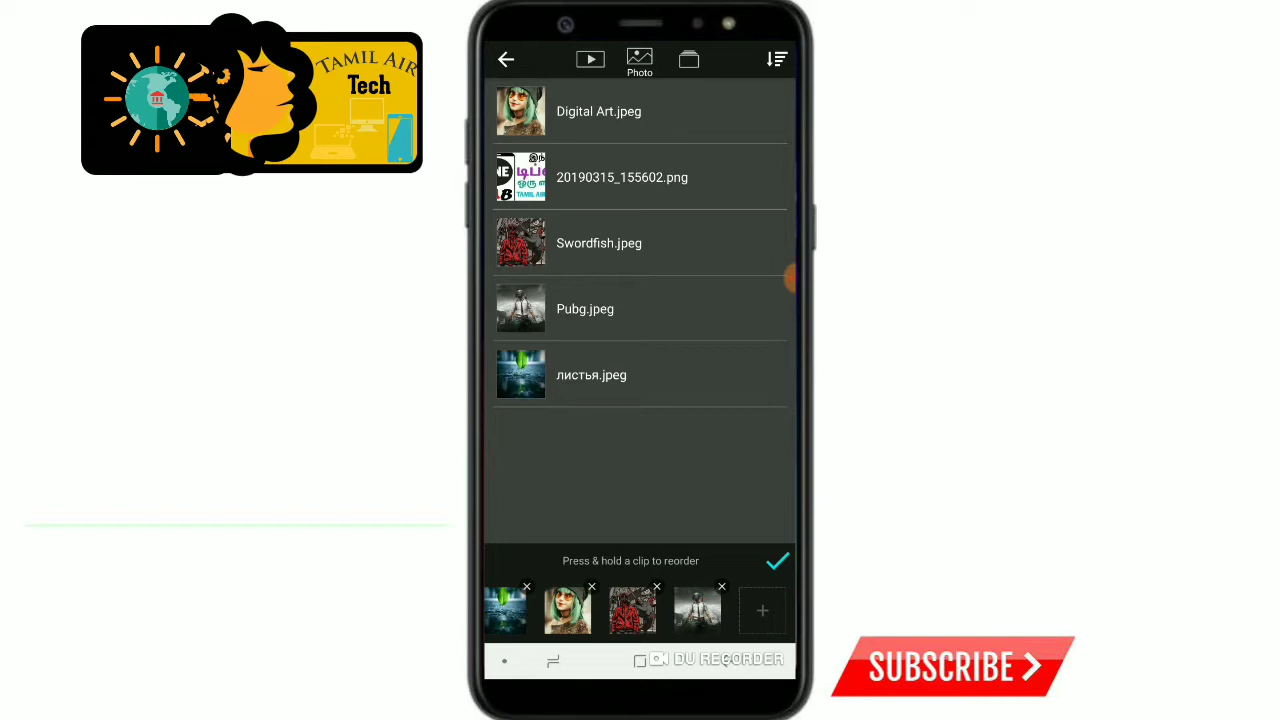 TAMIL AIR
Tech
Photo
Digital Art.jpeg
20190315_155602.png
Swordfish.jpeg
Pubg.jpeg
листья.jpeg
Press & hold a clip to reorder
DU RECORDER
SUBSCRIBE